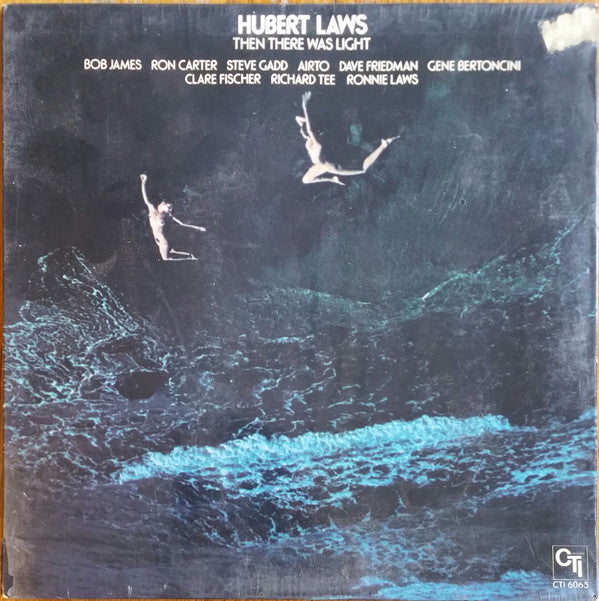 HUBERT LAWS
THEN THERE WAS LIGHT
BOB JAMES RON CARTER STEVE GADD AIRTO DAVE FRIEDMAN GENE BERTONCINI
CLARE FISCHER RICHARD TEE RONNIE LAWS
CTI
CTI 6065